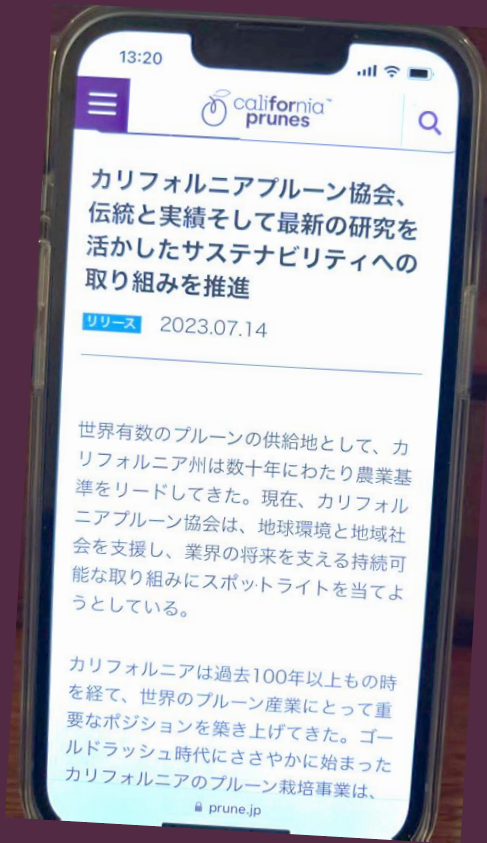 13:20
california™
prunes
カリフォルニアプルーン協会、
伝統と実績そして最新の研究を
活かしたサステナビリティへの
取り組みを推進
リリース 2023.07.14
世界有数のプルーンの供給地として、カ
リフォルニア州は数十年にわたり農業基
準をリードしてきた。現在、カリフォル
ニアプルーン協会は、地球環境と地域社
会を支援し、業界の将来を支える持続可
能な取り組みにスポットライトを当てよ
うとしている。
カリフォルニアは過去100年以上もの時
を経て、世界のプルーン産業にとって重
要なポジションを築き上げてきた。ゴー
ルドラッシュ時代にささやかに始まった
カリフォルニアのプルーン栽培事業は、
prune.jp